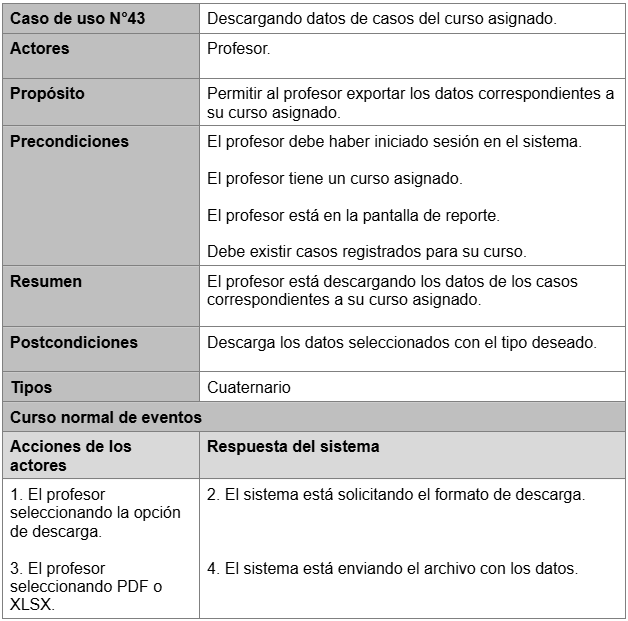 Caso de uso N°43
Descargando datos de casos del curso asignado.
Actores
Profesor.
Propósito
Permitir al profesor exportar los datos correspondientes a
su curso asignado.
Precondiciones
El profesor debe haber iniciado sesión en el sistema.
El profesor tiene un curso asignado.
El profesor está en la pantalla de reporte.
Debe existir casos registrados para su curso.
Resumen
El profesor está descargando los datos de los casos
correspondientes a su curso asignado.
Postcondiciones
Descarga los datos seleccionados con el tipo deseado.
Tipos
Cuaternario
Curso normal de eventos
Acciones de los
actores
Respuesta del sistema
1. El profesor
seleccionando la opción
de descarga.
2. El sistema está solicitando el formato de descarga.
3. El profesor
seleccionando PDF o
XLSX.
4. El sistema está enviando el archivo con los datos.